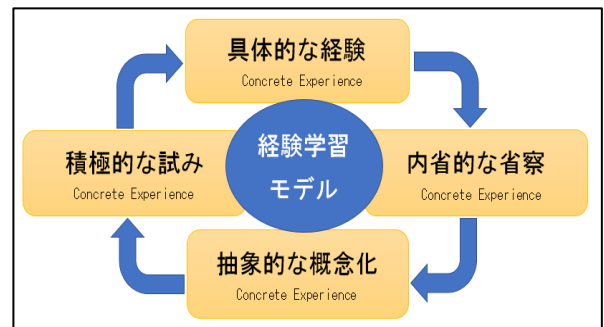 具体的な経験
Concrete Experience
経験学習
モデル
積極的な試み
Concrete Experience
内省的な省察
Concrete Experience
抽象的な概念化
Concrete Experience